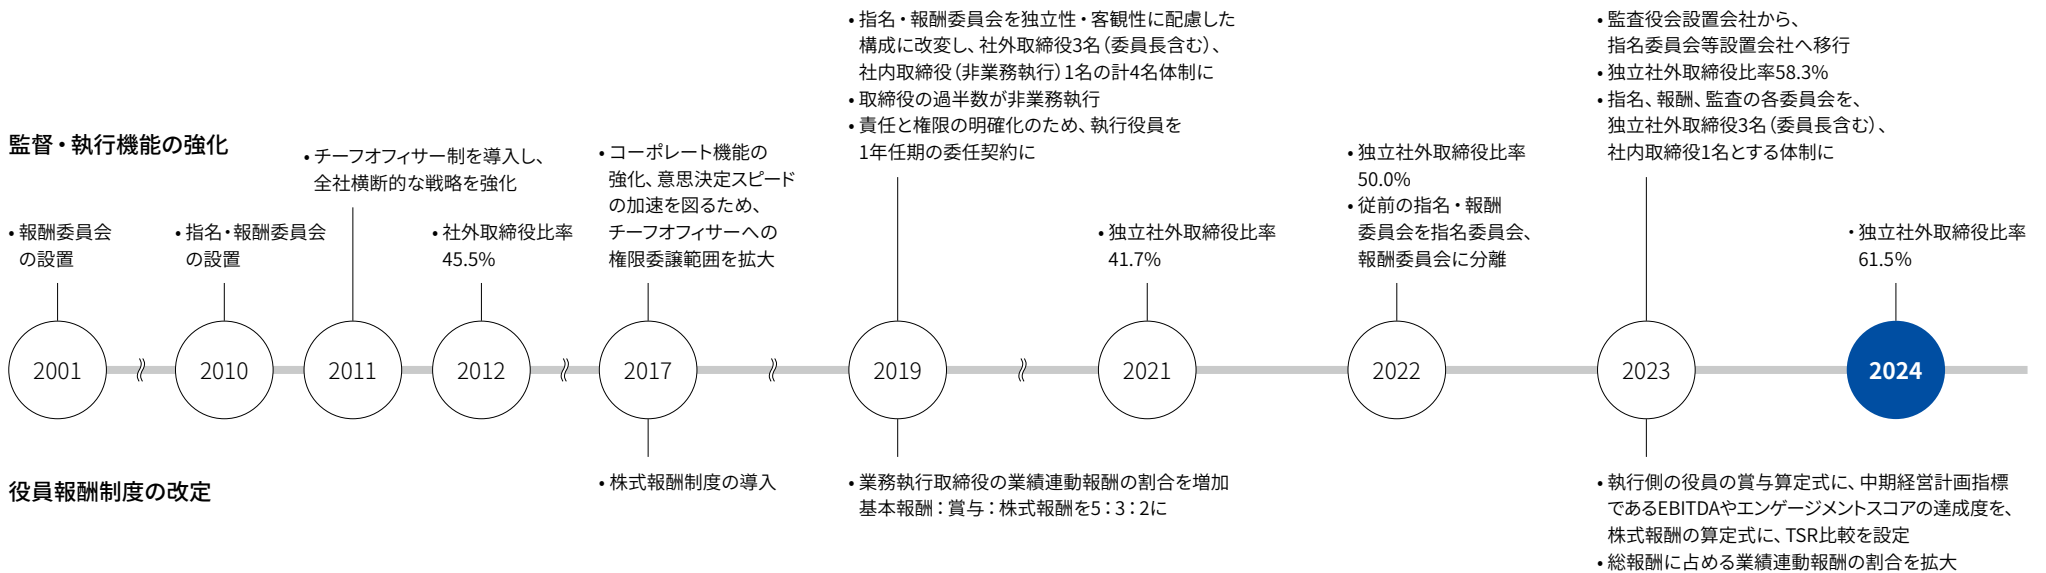 監督・執行機能の強化
• 報酬委員会
の設置
• 指名・報酬委員会
の設置
• チーフオフィサー制を導入し、
全社横断的な戦略を強化
• 社外取締役比率
45.5%
• コーポレート機能の
強化、意思決定スピード
の加速を図るため、
チーフオフィサーへの
権限委譲範囲を拡大
• 指名・報酬委員会を独立性・客観性に配慮した
構成に改変し、社外取締役3名（委員長含む）、
社内取締役（非業務執行）1名の計4名体制に
• 取締役の過半数が非業務執行
• 責任と権限の明確化のため、執行役員を
1年任期の委任契約に
• 独立社外取締役比率
41.7%
• 独立社外取締役比率
50.0%
• 従前の指名・報酬
委員会を指名委員会、
報酬委員会に分離
• 監査役会設置会社から、
指名委員会等設置会社へ移行
• 独立社外取締役比率58.3%
• 指名、報酬、監査の各委員会を、
独立社外取締役3名（委員長含む）、
社内取締役1名とする体制に
・独立社外取締役比率
61.5%
2001
2010
2011
2012
2017
2019
2021
2022
2023
2024
役員報酬制度の改定
• 株式報酬制度の導入
• 業務執行取締役の業績連動報酬の割合を増加
基本報酬：賞与：株式報酬を5：3：2に
• 執行側の役員の賞与算定式に、中期経営計画指標
であるEBITDAやエンゲージメントスコアの達成度を、
株式報酬の算定式に、TSR比較を設定
• 総報酬に占める業績連動報酬の割合を拡大